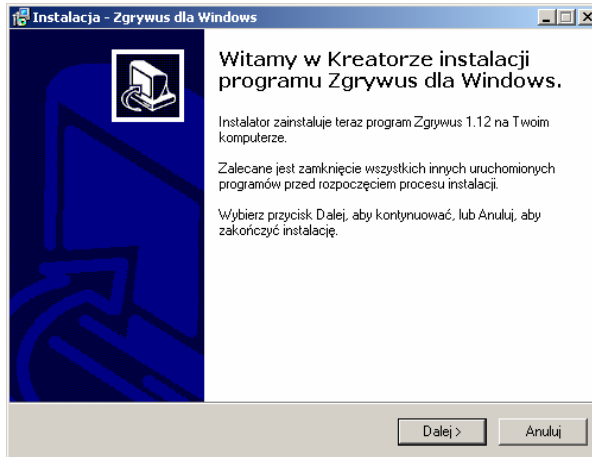 Instalacja - Zgrywus dla Windows
Witamy w Kreatorze instalacji
programu Zgrywus dla Windows.
Instalator zainstaluje teraz program Zgrywus 1.12 na Twoim
komputerze.
Zalecane jest zamknięcie wszystkich innych uruchomionych
programów przed rozpoczęciem procesu instalacji.
Wybierz przycisk Dalej, aby kontynuować, lub Anuluj, aby
zakończyć instalację.
Dalej >
Anuluj